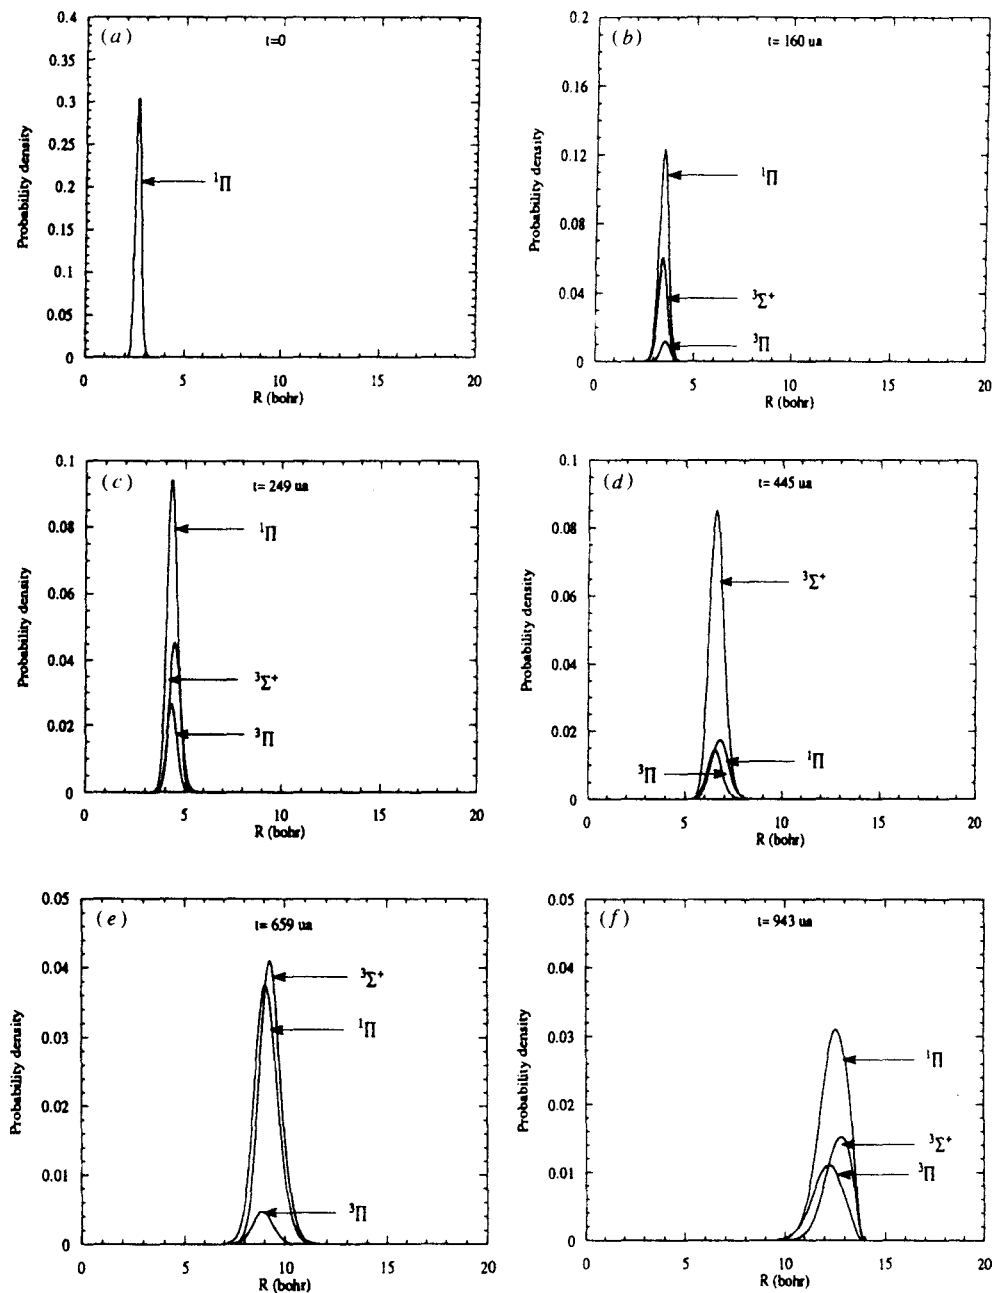 (a)
t=0
Probability density
0.4
0.35
0.3
0.25
0.2
0.15
0.1
0.05
0
¹Π
0 5 10 15 20
R (bohr)
(b)
t= 160 ua
Probability density
0.2
0.16
0.12
0.08
0.04
0
¹Π
³Σ⁺
³Π
0 5 10 15 20
R (bohr)
(c)
t= 249 ua
Probability density
0.1
0.08
0.06
0.04
0.02
0
¹Π
³Σ⁺
³Π
0 5 10 15 20
R (bohr)
(d)
t= 445 ua
Probability density
0.1
0.08
0.06
0.04
0.02
0
³Σ⁺
¹Π
³Π
0 5 10 15 20
R (bohr)
(e)
t= 659 ua
Probability density
0.05
0.04
0.03
0.02
0.01
0
³Σ⁺
¹Π
³Π
0 5 10 15 20
R (bohr)
(f)
t= 943 ua
Probability density
0.05
0.04
0.03
0.02
0.01
0
¹Π
³Σ⁺
³Π
0 5 10 15 20
R (bohr)